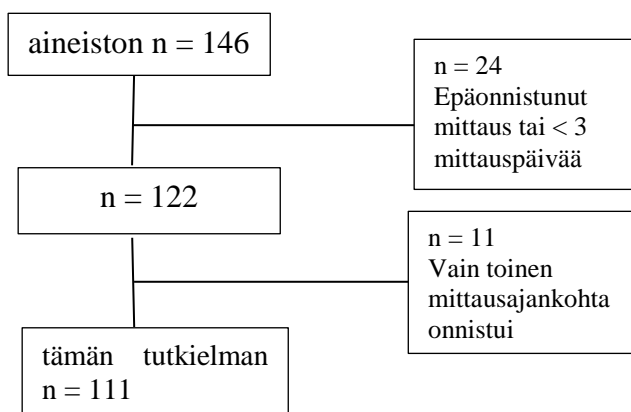 aineiston n = 146
n = 24
Epäonnistunut
mittaus tai < 3
mittauspäivää
n = 122
n = 11
Vain toinen
mittausajankohta
onnistui
tämän tutkielman
n = 111